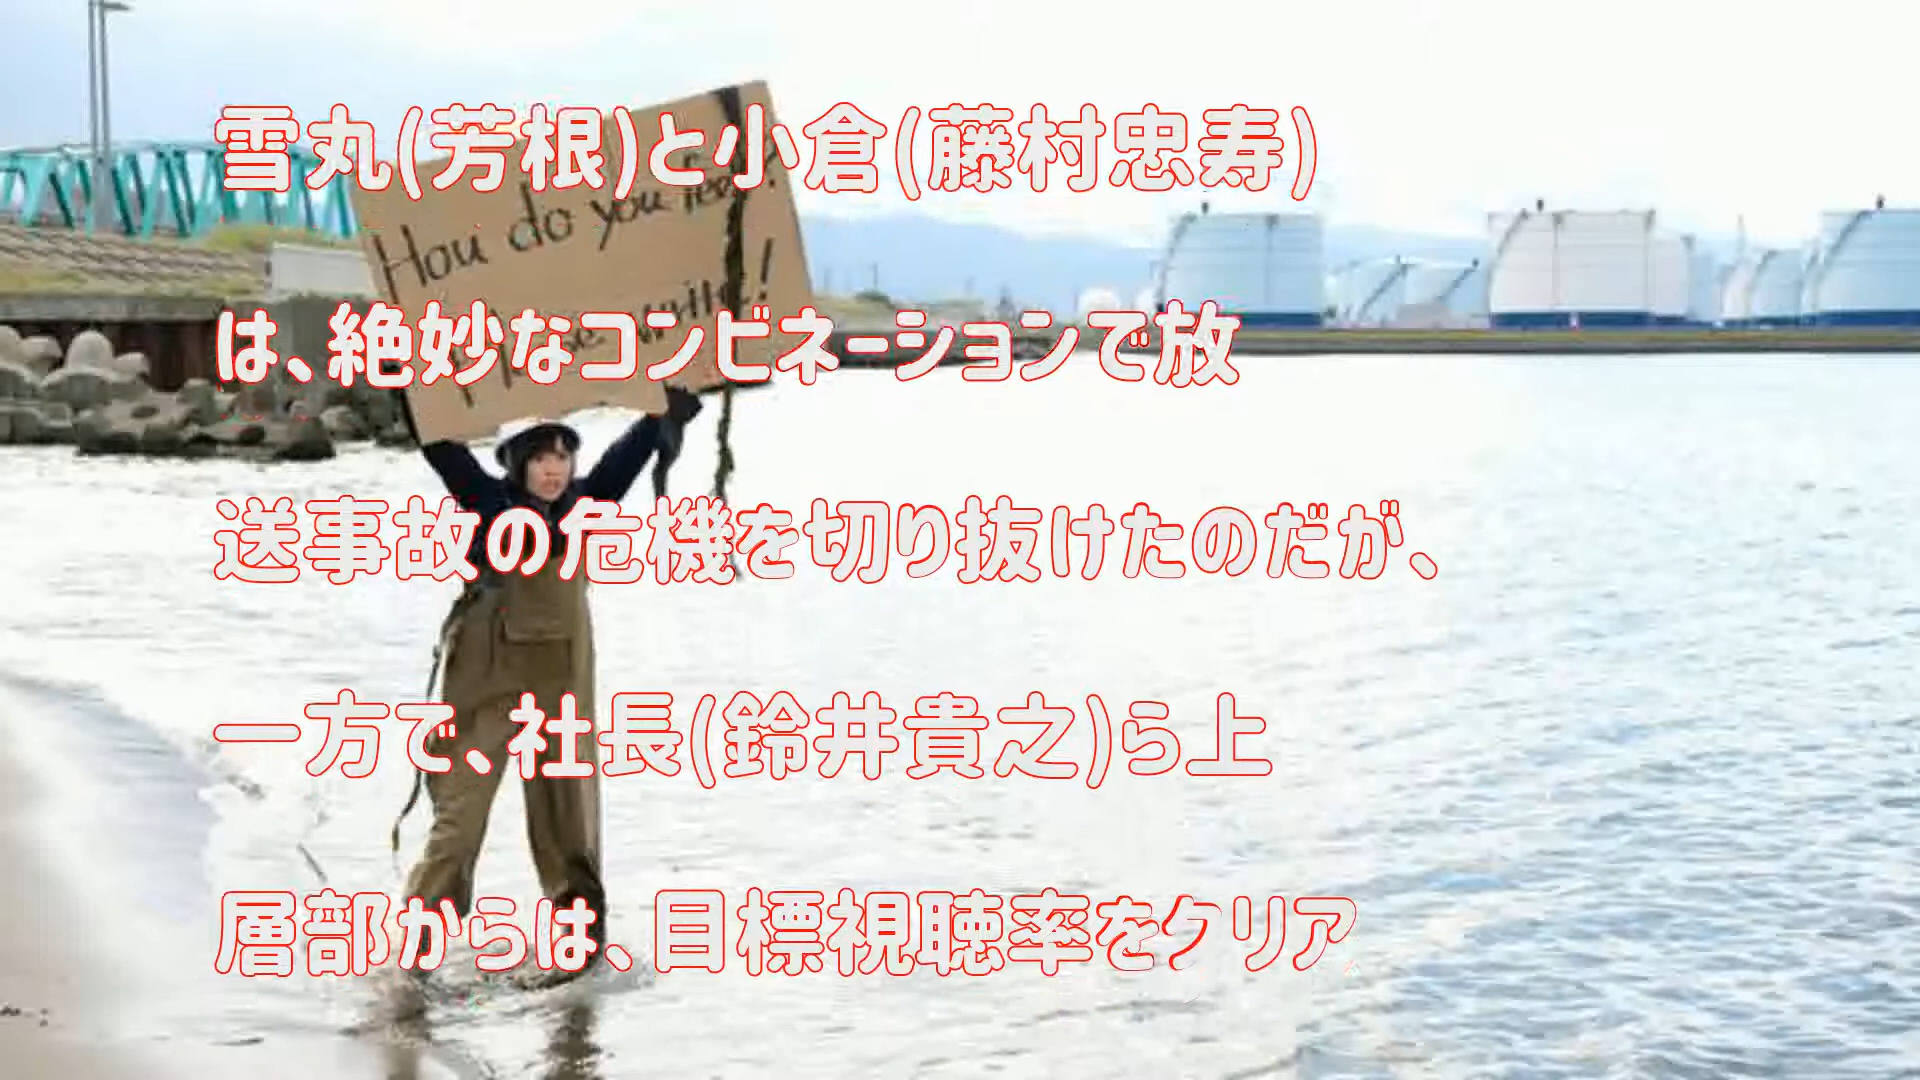 雪丸(芳根)と小倉(藤村忠寿)
How do you feel?
は、絶妙なコンビネーションで放
write!
送事故の危機を切り抜けたのだが、
一方で、社長(鈴井貴之)ら上
層部からは、目標視聴率をクリア